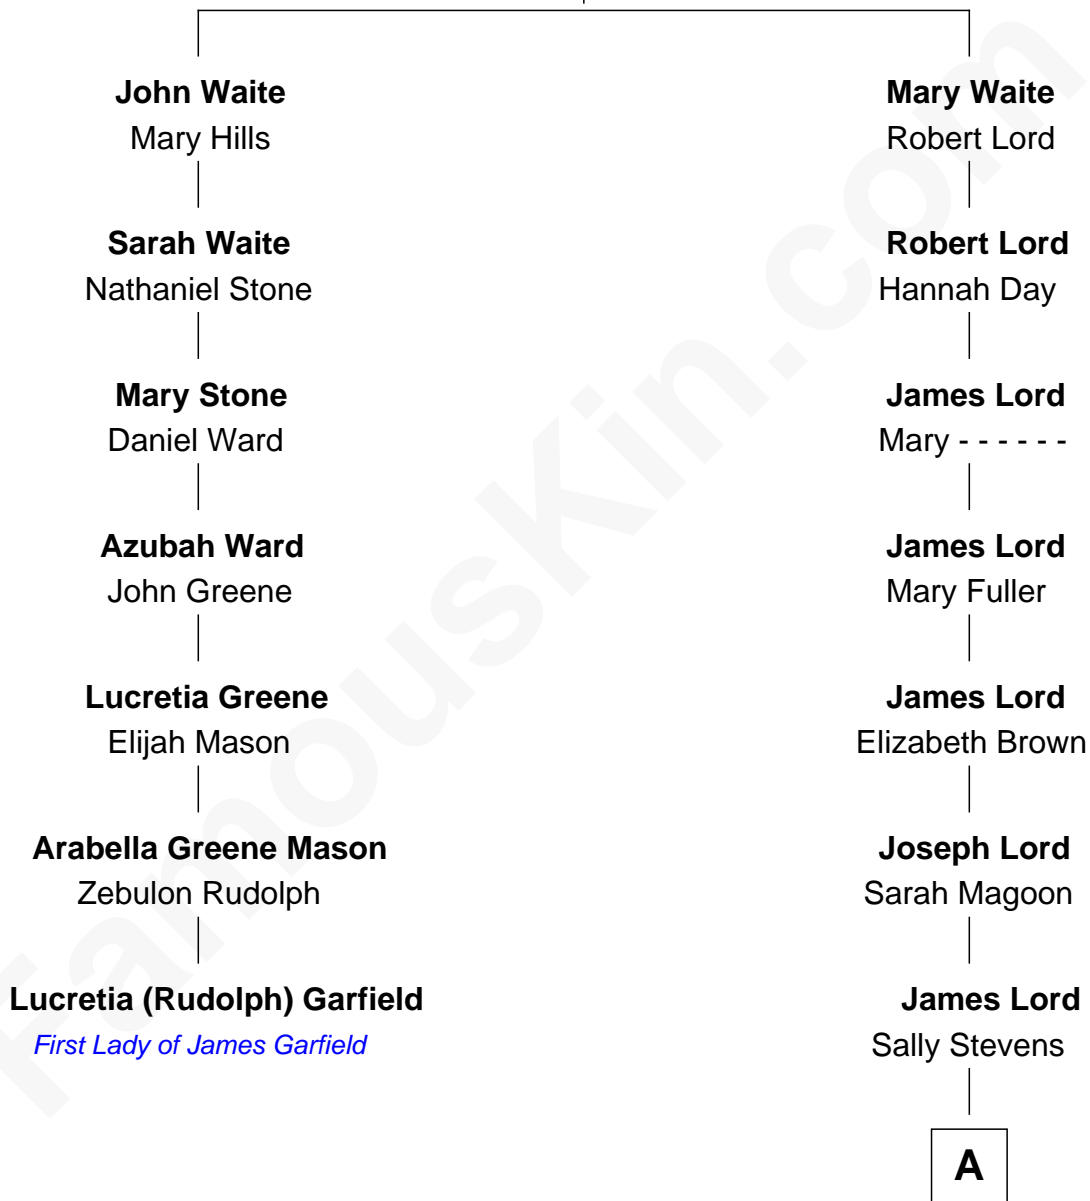 John Waite
Mary Hills
Sarah Waite
Nathaniel Stone
Mary Stone
Daniel Ward
Azubah Ward
John Greene
Lucretia Greene
Elijah Mason
Arabella Greene Mason
Zebulon Rudolph
Lucretia (Rudolph) Garfield
First Lady of James Garfield
Mary Waite
Robert Lord
Robert Lord
Hannah Day
James Lord
Mary - - - - - -
James Lord
Mary Fuller
James Lord
Elizabeth Brown
Joseph Lord
Sarah Magoon
James Lord
Sally Stevens
A
FamousKin.com